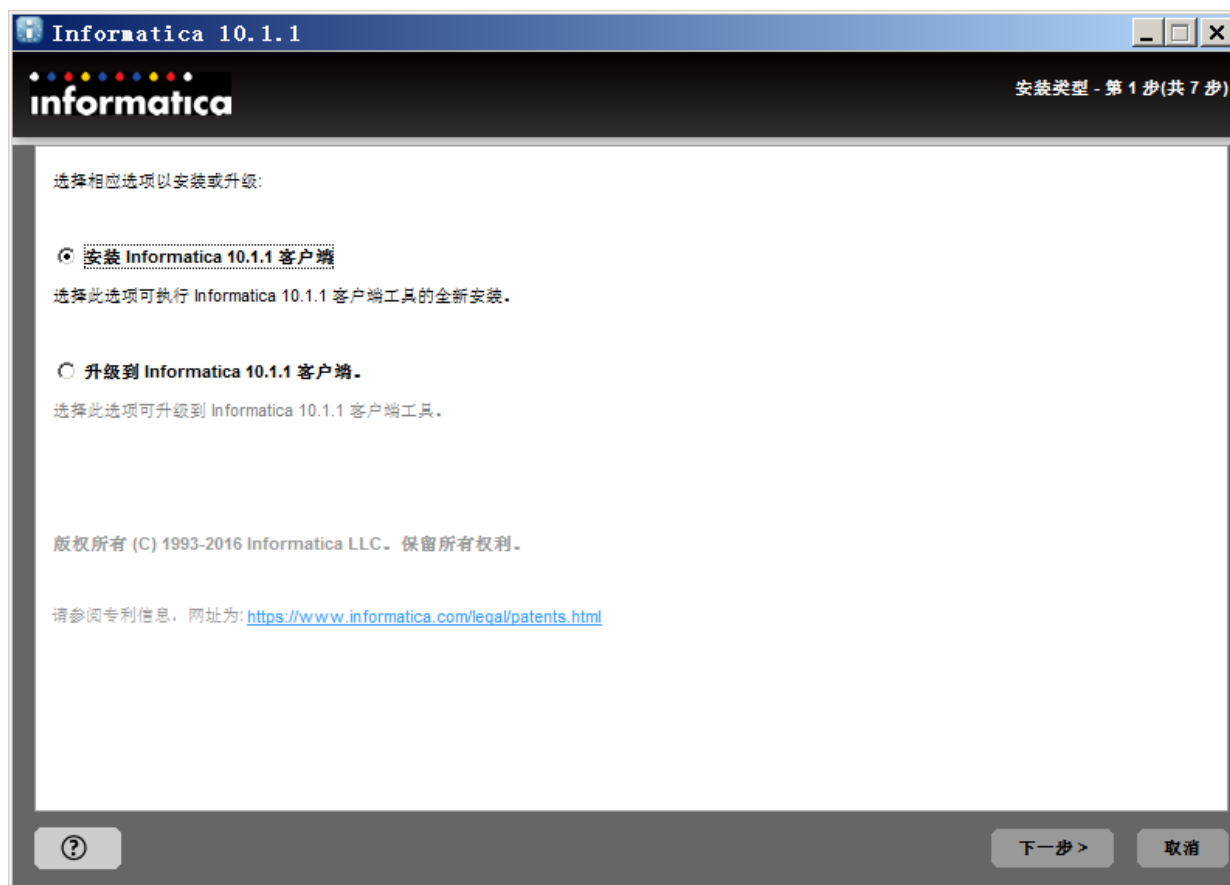 Informatica 10.1.1
informatica
安装类型 - 第 1 步(共 7 步)
选择相应选项以安装或升级:
安装 Informatica 10.1.1 客户端
选择此选项可执行 Informatica 10.1.1 客户端工具的全新安装。
升级到 Informatica 10.1.1 客户端。
选择此选项可升级到 Informatica 10.1.1 客户端工具。
版权所有 (C) 1993-2016 Informatica LLC。保留所有权利。
请参阅专利信息，网址为: https://www.informatica.com/legal/patents.html
?
下一步 >
取消